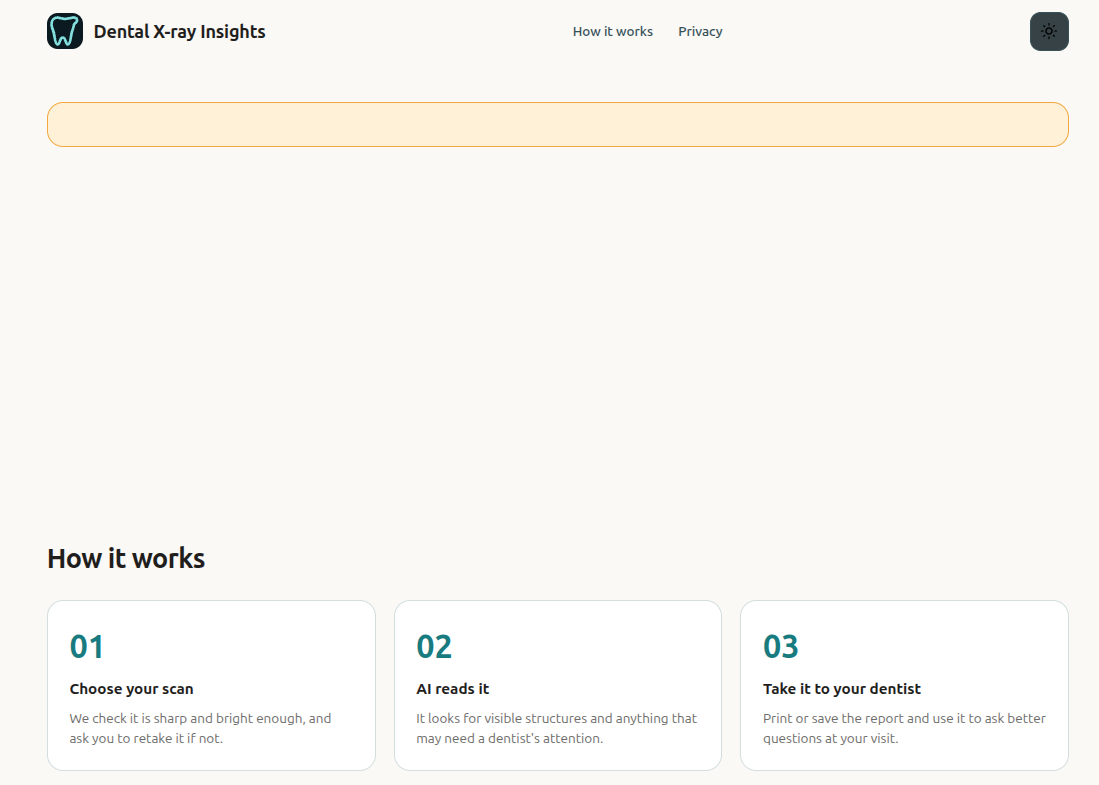 Dental X-ray Insights
How it works
Privacy
How it works
01
Choose your scan
We check it is sharp and bright enough, and
ask you to retake it if not.
02
AI reads it
It looks for visible structures and anything that
may need a dentist's attention.
03
Take it to your dentist
Print or save the report and use it to ask better
questions at your visit.